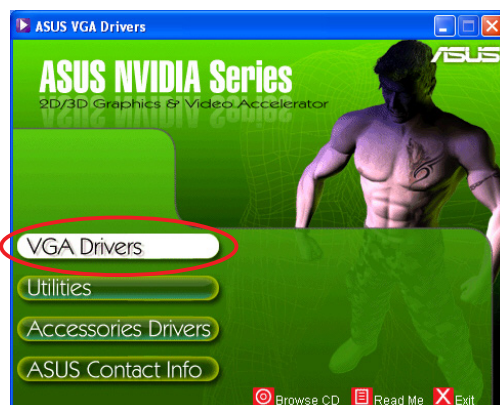 ASUS VGA Drivers
ASUS
ASUS NVIDIA Series
2D/3D Graphics & Video Accelerator
VGA Drivers
Utilities
Accessories Drivers
ASUS Contact Info
Browse CD Read Me Exit